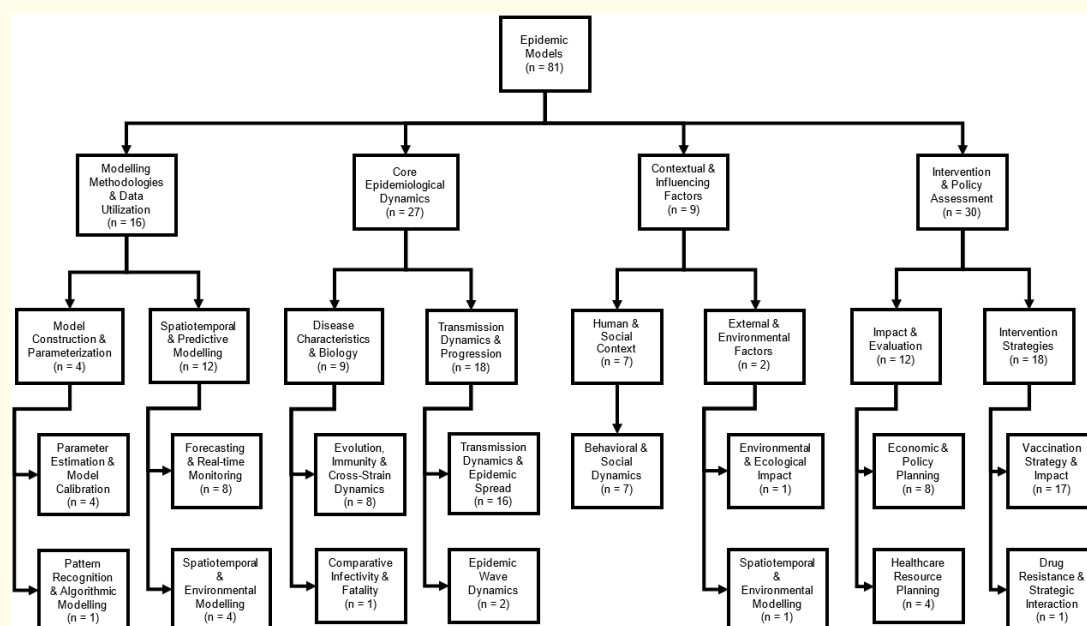 Epidemic
Models
(n = 81)
Modelling
Methodologies
& Data
Utilization
(n = 16)
Core
Epidemiological
Dynamics
(n = 27)
Contextual &
Influencing
Factors
(n = 9)
Intervention
& Policy
Assessment
(n = 30)
Model
Construction &
Parameterization
(n = 4)
Spatiotemporal
& Predictive
Modelling
(n = 12)
Disease
Characteristics
& Biology
(n = 9)
Transmission
Dynamics &
Progression
(n = 18)
Human &
Social
Context
(n = 7)
External &
Environmental
Factors
(n = 2)
Impact &
Evaluation
(n = 12)
Intervention
Strategies
(n = 18)
Parameter
Estimation &
Model
Calibration
(n = 4)
Forecasting
& Real-time
Monitoring
(n = 8)
Evolution,
Immunity &
Cross-Strain
Dynamics
(n = 8)
Transmission
Dynamics &
Epidemic
Spread
(n = 16)
Behavioral &
Social
Dynamics
(n = 7)
Environmental
& Ecological
Impact
(n = 1)
Economic &
Policy
Planning
(n = 8)
Vaccination
Strategy &
Impact
(n = 17)
Pattern
Recognition
& Algorithmic
Modelling
(n = 1)
Spatiotemporal
&
Environmental
Modelling
(n = 4)
Comparative
Infectivity &
Fatality
(n = 1)
Epidemic
Wave
Dynamics
(n = 2)
Spatiotemporal
&
Environmental
Modelling
(n = 1)
Healthcare
Resource
Planning
(n = 4)
Drug
Resistance &
Strategic
Interaction
(n = 1)